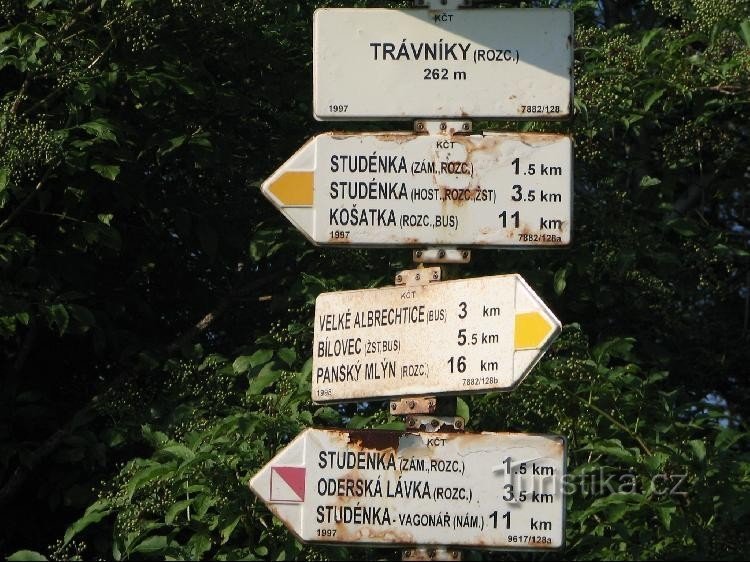 KČT
TRÁVNÍKY (ROZC.)
262 m
1997 7882/128
KČT
STUDÉNKA (ZÁM.,ROZC.) 1.5 km
STUDÉNKA (HOST.,ROZC.,ŽST) 3.5 km
KOŠATKA (ROZC.,BUS) 11 km
1997 7882/128a
KČT
VELKÉ ALBRECHTICE (BUS) 3 km
BÍLOVEC (ŽST,BUS) 5.5 km
PANSKÝ MLÝN (ROZC.) 16 km
1998 7882/128b
KČT
STUDÉNKA (ZÁM.,ROZC.) 1.5 km
ODERSKÁ LÁVKA (ROZC.) 3.5 km
STUDÉNKA - VAGONÁŘ (NÁM.) 11 km
1997 9617/128a
turistika.cz